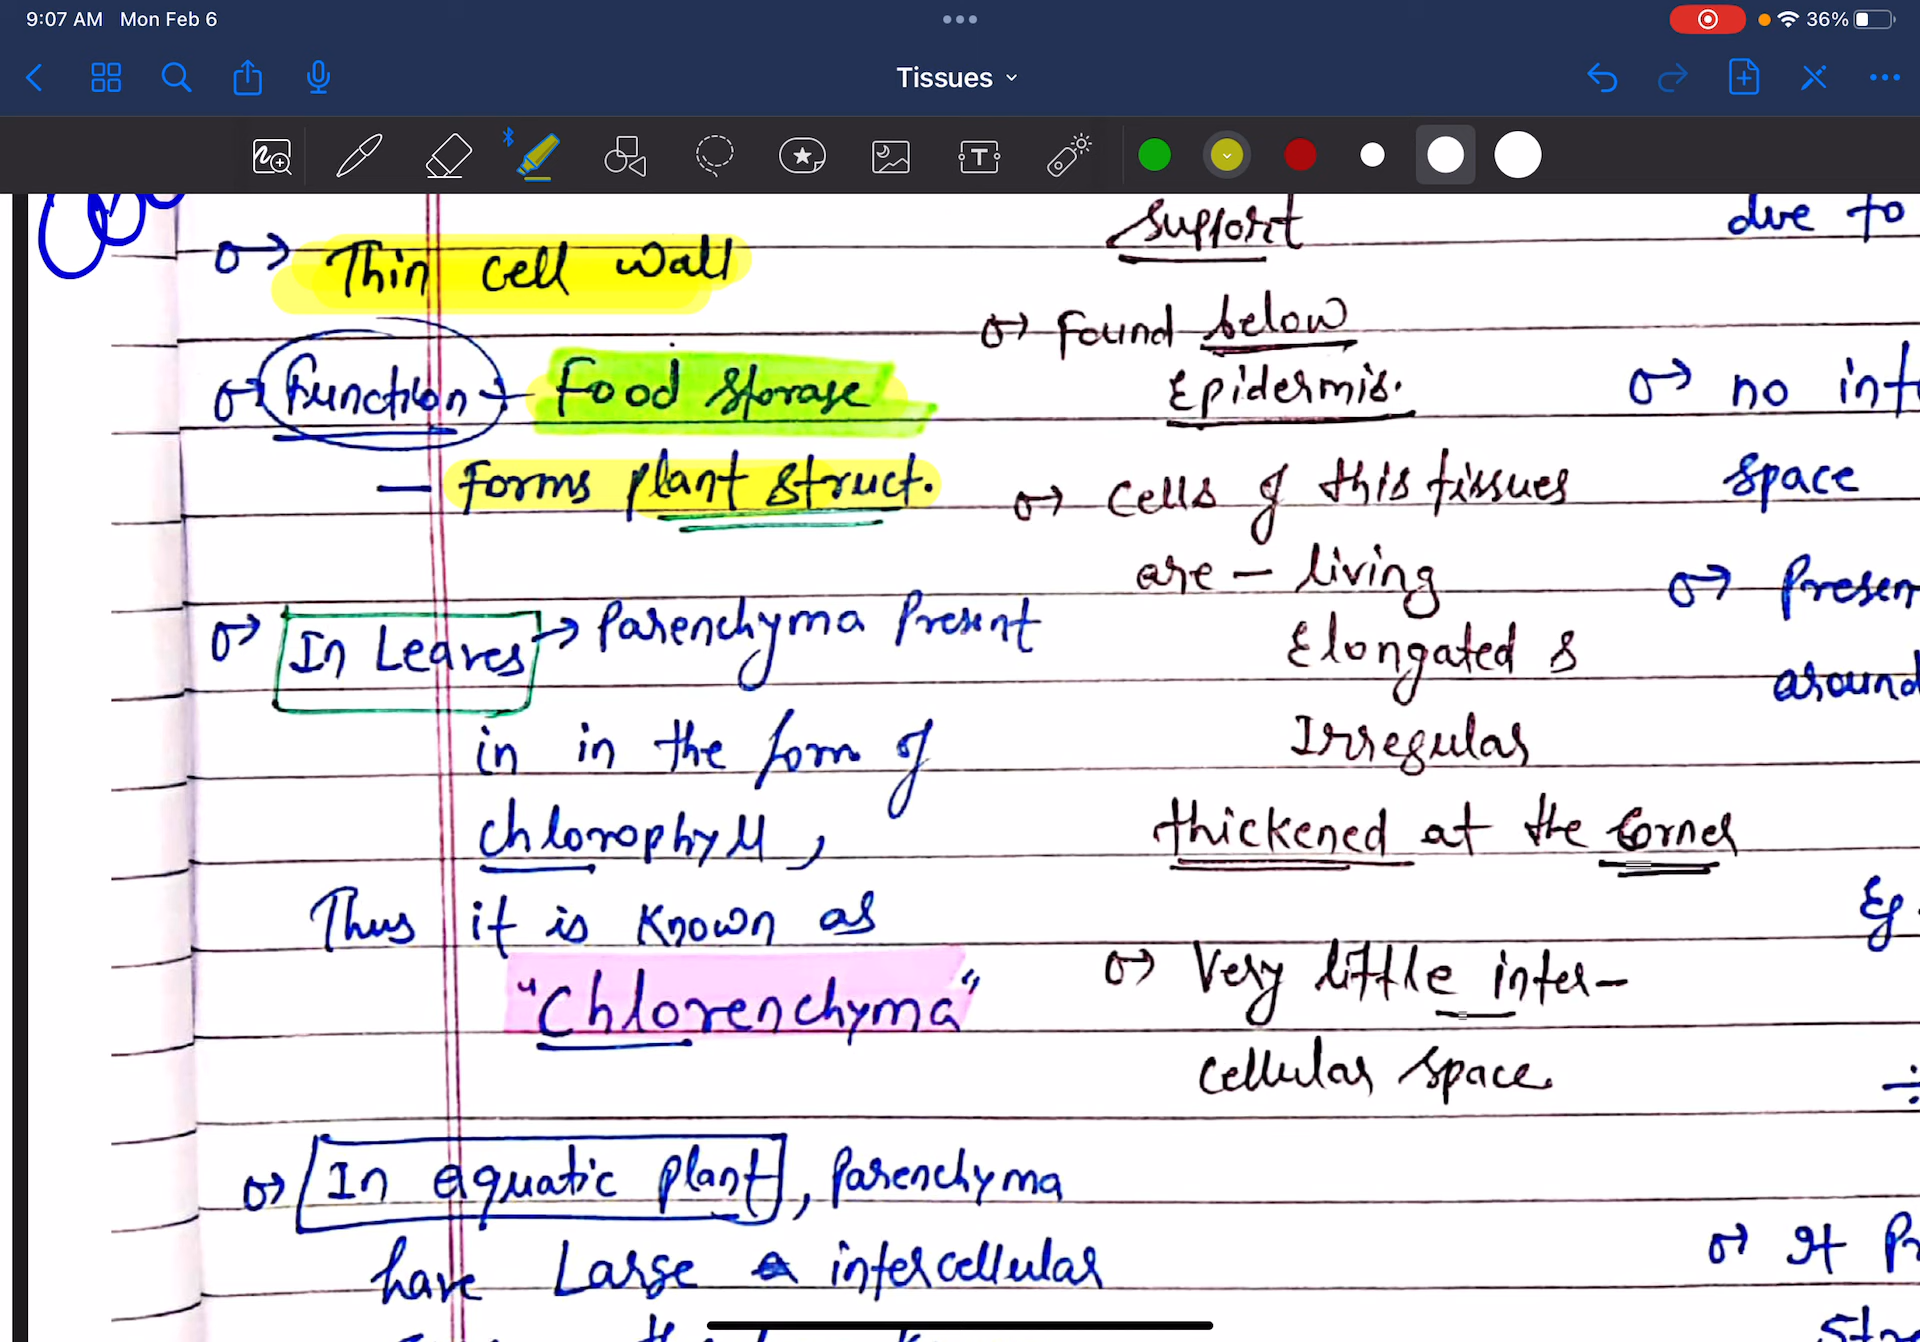 9:07 AM Mon Feb 6
36%
Tissues
Thin cell wall
Function - Food storage
- Forms plant struct.
In Leaves → Parenchyma Present
in in the form of
chlorophyll,
Thus it is known as
"Chlorenchyma"
In aquatic plant, Parenchyma
have Large intercellular
support
Found below
Epidermis.
Cells of this tissues
are - living
Elongated &
Irregular
thickened at the corner
Very little inter-
cellular space.
due to
no int
space
Presen
around
Eg
It Pr